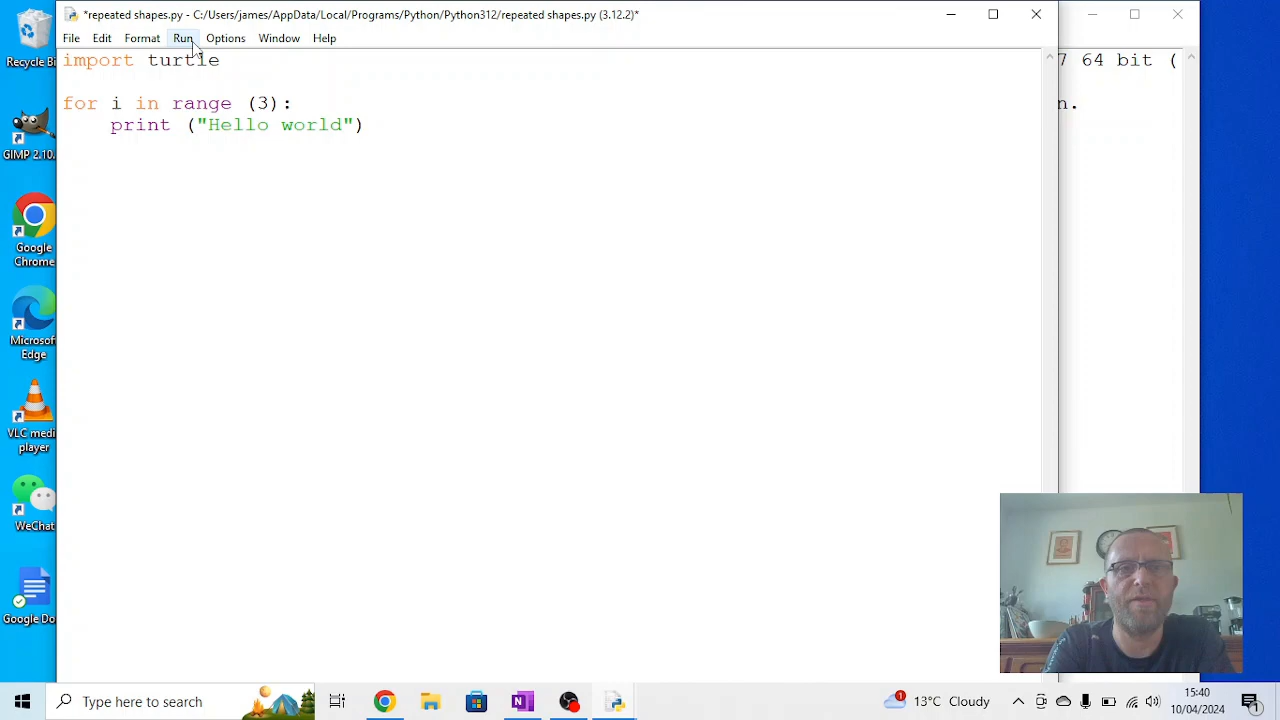 *repeated shapes.py - C:/Users/james/AppData/Local/Programs/Python/Python312/repeated shapes.py (3.12.2)*
File Edit Format Run Options Window Help
import turtle
7 64 bit (
for i in range (3):
n.
print ("Hello world")
Recycle Bi
GIMP 2.10.
Google
Chrome
Microsof
Edge
VLC medi
player
WeChat
Google Do
Type here to search
1
13°C Cloudy
15:40
10/04/2024
1